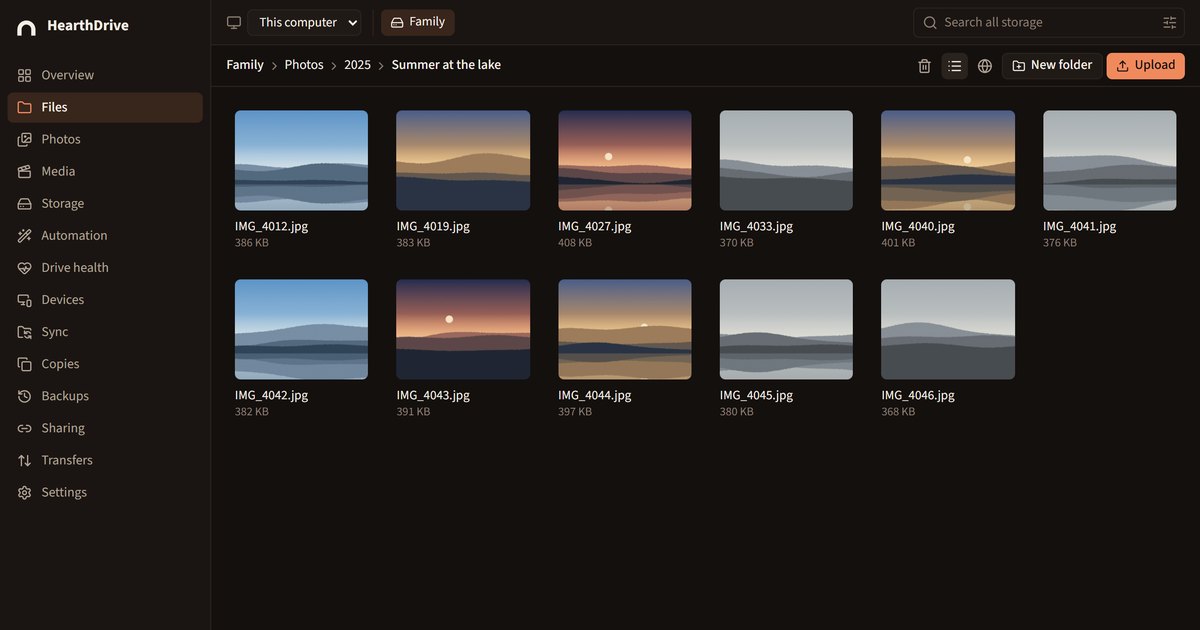 HearthDrive
Overview
Files
Photos
Media
Storage
Automation
Drive health
Devices
Sync
Copies
Backups
Sharing
Transfers
Settings
This computer
Family
Search all storage
Family > Photos > 2025 > Summer at the lake
New folder
Upload
IMG_4012.jpg
386 KB
IMG_4019.jpg
383 KB
IMG_4027.jpg
408 KB
IMG_4033.jpg
370 KB
IMG_4040.jpg
401 KB
IMG_4041.jpg
376 KB
IMG_4042.jpg
382 KB
IMG_4043.jpg
391 KB
IMG_4044.jpg
397 KB
IMG_4045.jpg
380 KB
IMG_4046.jpg
368 KB